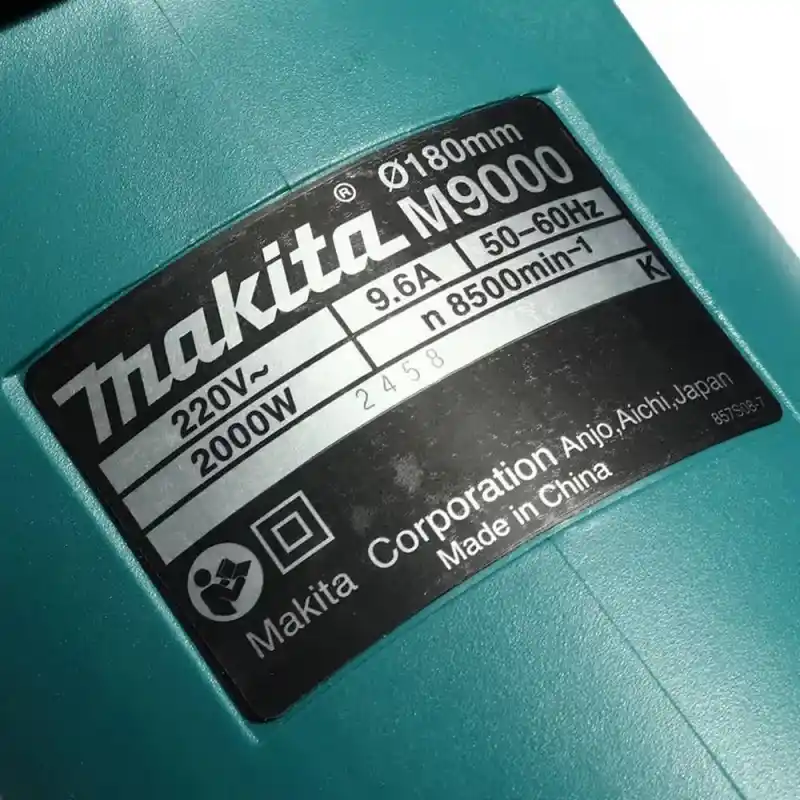 Ø180mm
makita® M9000
220V~ 9.6A 50-60Hz
2000W n 8500min⁻¹
2458 K
Makita Corporation Anjo,Aichi,Japan
Made in China
857S08-7